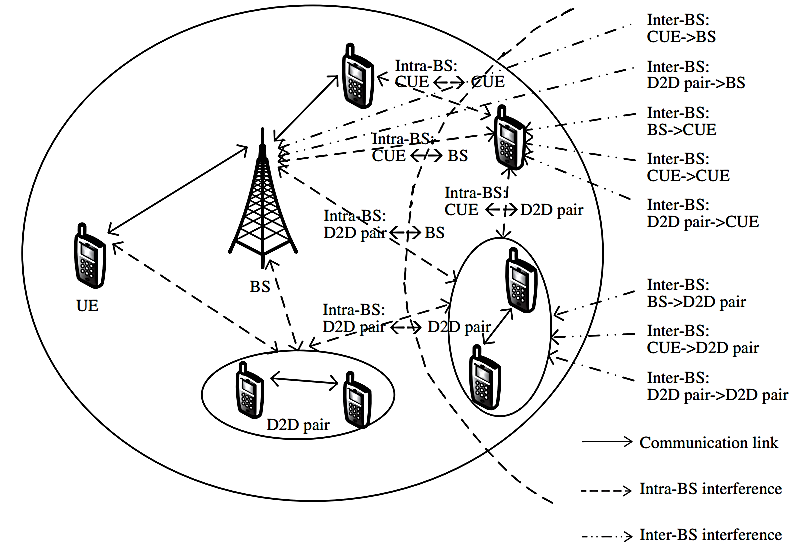 Inter-BS:
CUE->BS
Intra-BS:
CUE CUE
Inter-BS:
D2D pair->BS
Inter-BS:
BS->CUE
Intra-BS:
CUE BS
Inter-BS:
CUE->CUE
Intra-BS:
CUE D2D pair
Inter-BS:
D2D pair->CUE
Intra-BS:
D2D pair BS
BS
UE
Inter-BS:
BS->D2D pair
Intra-BS:
D2D pair D2D pair
Inter-BS:
CUE->D2D pair
Inter-BS:
D2D pair->D2D pair
D2D pair
Communication link
Intra-BS interference
Inter-BS interference